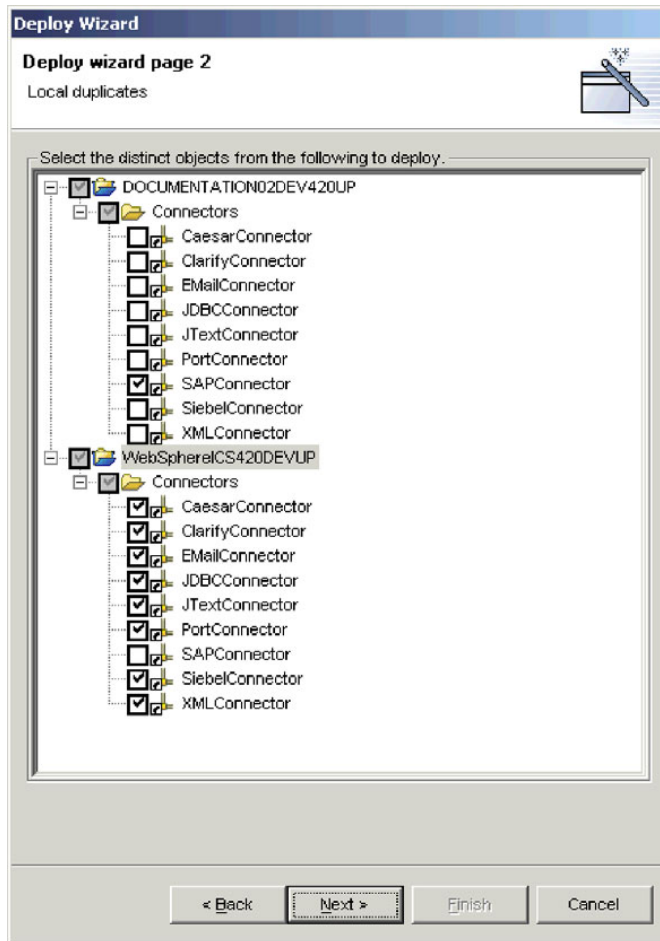 Deploy Wizard
Deploy wizard page 2
Local duplicates
Select the distinct objects from the following to deploy.
DOCUMENTATION02DEV420UP
Connectors
CaesarConnector
ClarifyConnector
EMailConnector
JDBCConnector
JTextConnector
PortConnector
SAPConnector
SiebelConnector
XMLConnector
WebSphereICS420DEVUP
Connectors
CaesarConnector
ClarifyConnector
EMailConnector
JDBCConnector
JTextConnector
PortConnector
SAPConnector
SiebelConnector
XMLConnector
< Back Next > Finish Cancel